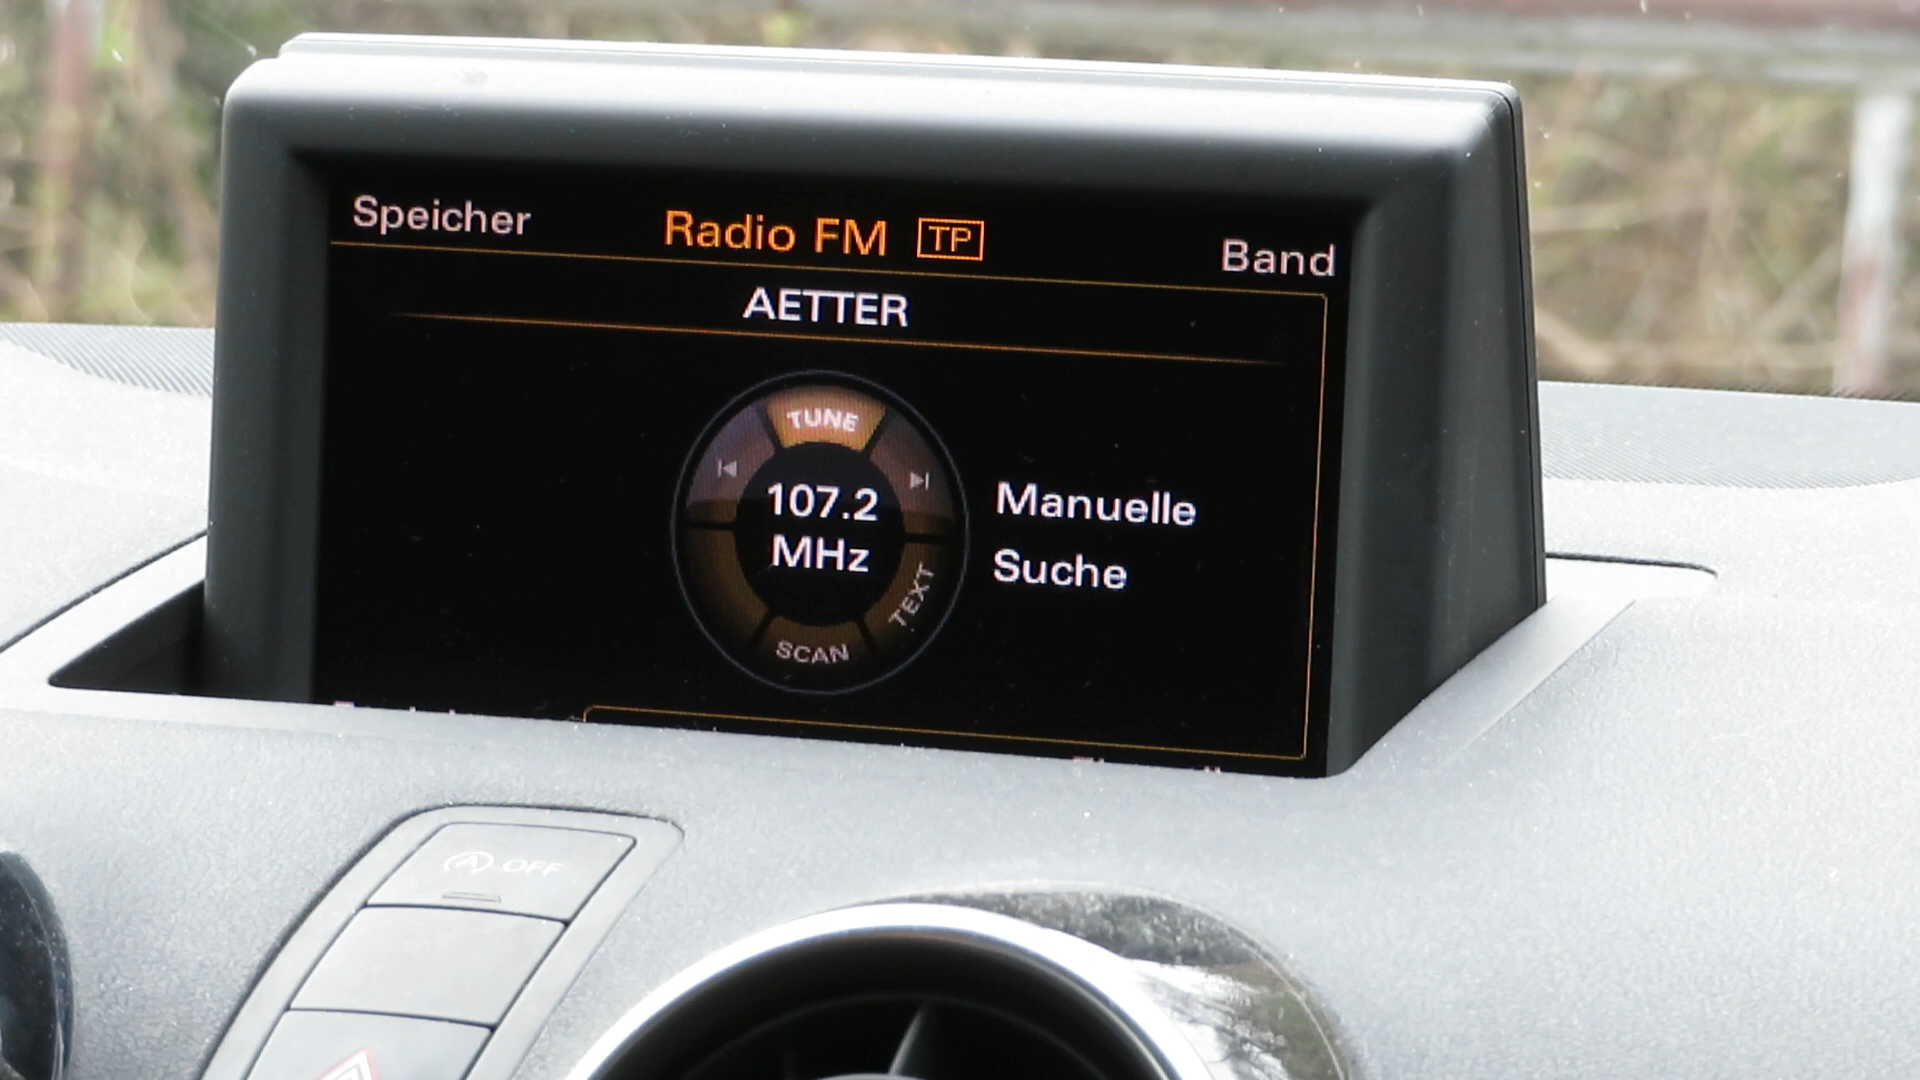 Speicher
Radio FM TP
Band
AETTER
TUNE
107.2
MHz
Manuelle
Suche
TEXT
SCAN
A OFF